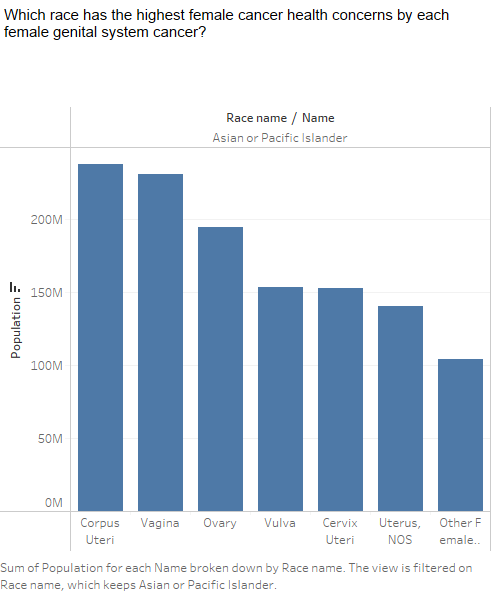 Which race has the highest female cancer health concerns by each
female genital system cancer?
Race name / Name
Asian or Pacific Islander
Population
200M
150M
100M
50M
0M
Corpus
Uteri
Vagina
Ovary
Vulva
Cervix
Uteri
Uterus,
NOS
Other F
emale..
Sum of Population for each Name broken down by Race name. The view is filtered on
Race name, which keeps Asian or Pacific Islander.